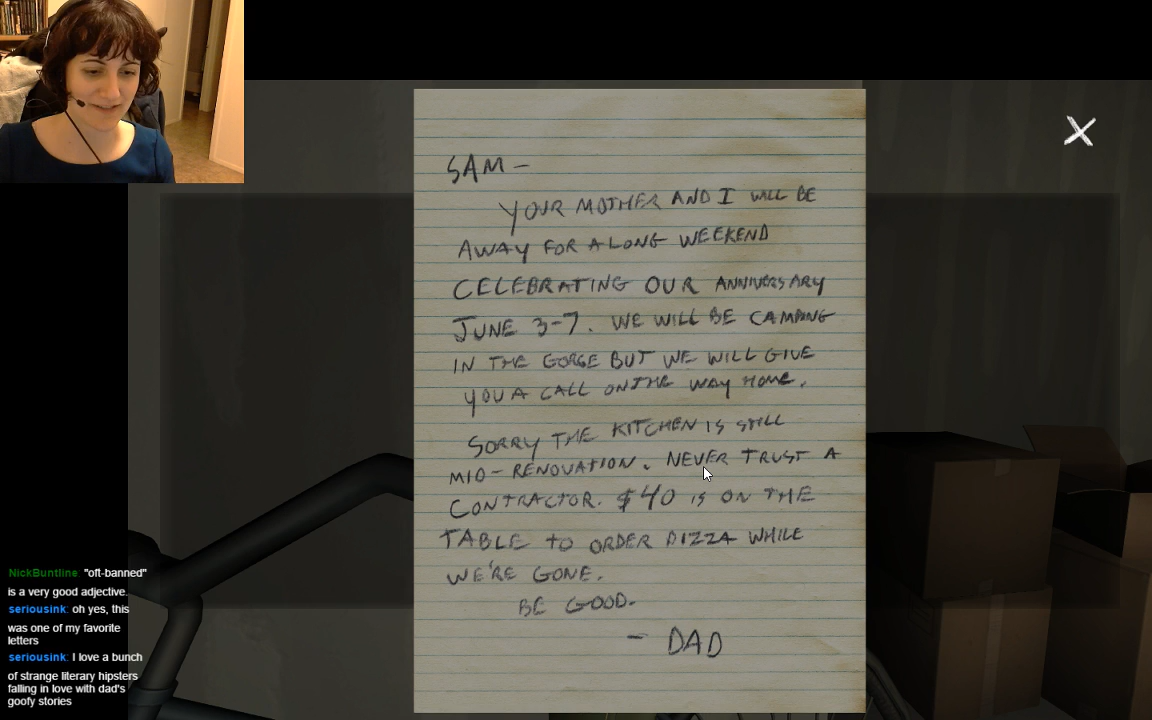 SAM -
YOUR MOTHER AND I WILL BE
AWAY FOR A LONG WEEKEND
CELEBRATING OUR ANNIVERSARY
JUNE 3-7. WE WILL BE CAMPING
IN THE GORGE BUT WE WILL GIVE
YOU A CALL ON THE WAY HOME.
SORRY THE KITCHEN IS STILL
MID-RENOVATION. NEVER TRUST A
CONTRACTOR. $40 IS ON THE
TABLE TO ORDER PIZZA WHILE
WE'RE GONE.
BE GOOD.
- DAD
NickBuntline: "oft-banned"
is a very good adjective.
seriousink: oh yes, this
was one of my favorite
letters
seriousink: I love a bunch
of strange literary hipsters
falling in love with dad's
goofy stories